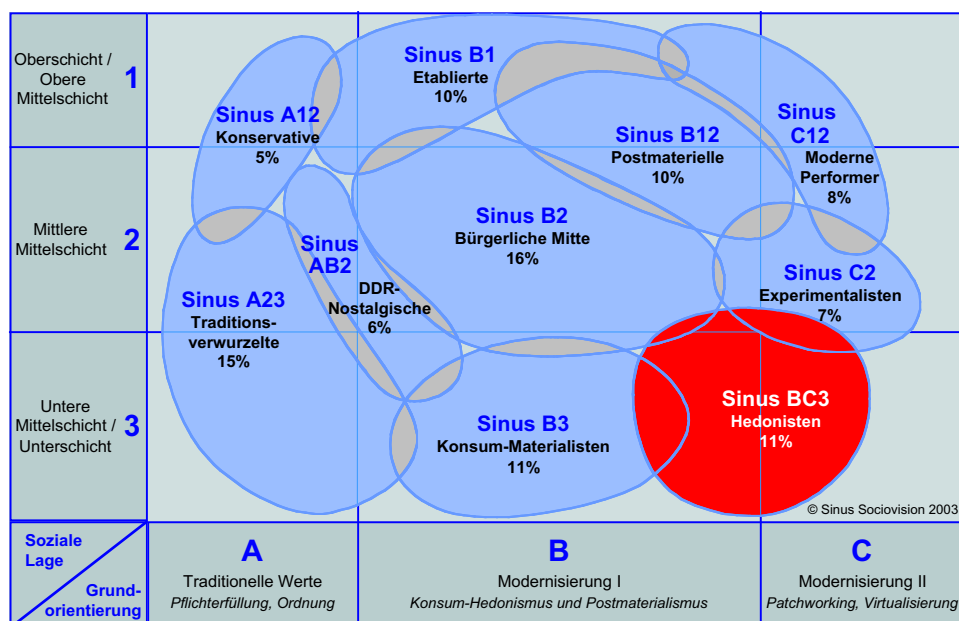 Oberschicht /
Obere
Mittelschicht
1
Mittlere
Mittelschicht
2
Untere
Mittelschicht /
Unterschicht
3
Sinus A12
Konservative
5%
Sinus B1
Etablierte
10%
Sinus B12
Postmaterielle
10%
Sinus
C12
Moderne
Performer
8%
Sinus A23
Traditions-
verwurzelte
15%
Sinus
AB2
DDR-
Nostalgische
6%
Sinus B2
Bürgerliche Mitte
16%
Sinus C2
Experimentalisten
7%
Sinus B3
Konsum-Materialisten
11%
Sinus BC3
Hedonisten
11%
© Sinus Sociovision 2003
Soziale
Lage
Grund-
orientierung
A
Traditionelle Werte
Pflichterfüllung, Ordnung
B
Modernisierung I
Konsum-Hedonismus und Postmaterialismus
C
Modernisierung II
Patchworking, Virtualisierung